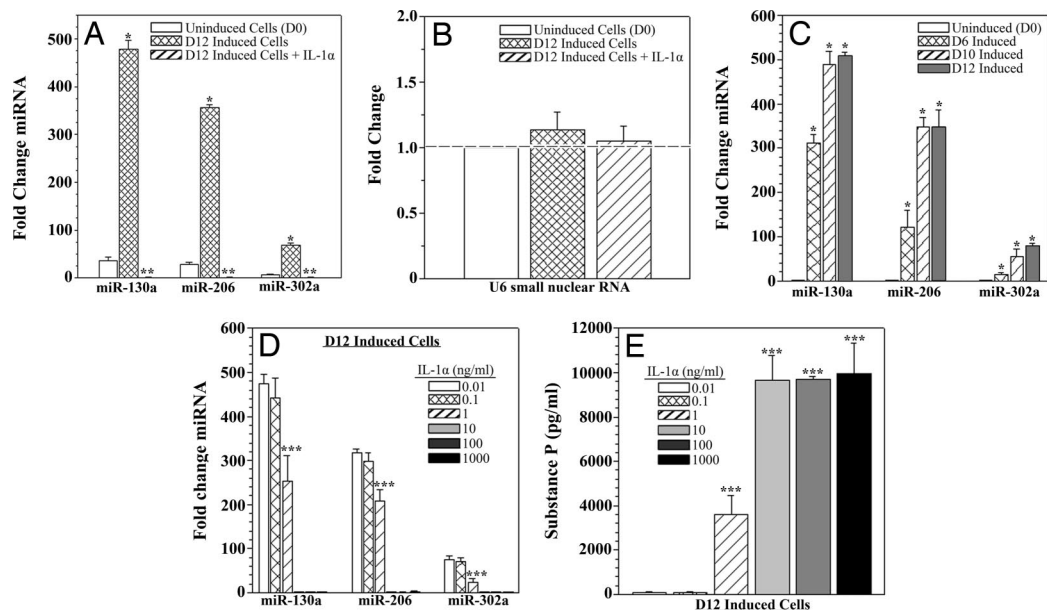 A
Uninduced Cells (D0)
D12 Induced Cells
D12 Induced Cells + IL-1α
Fold Change miRNA
500
400
300
200
100
0
*
**
*
**
*
**
miR-130a
miR-206
miR-302a
B
Uninduced Cells (D0)
D12 Induced Cells
D12 Induced Cells + IL-1α
Fold Change
2.0
1.5
1.0
0.5
0
U6 small nuclear RNA
C
Uninduced (D0)
D6 Induced
D10 Induced
D12 Induced
Fold Change miRNA
600
500
400
300
200
100
0
*
*
*
*
*
*
*
*
*
miR-130a
miR-206
miR-302a
D
D12 Induced Cells
IL-1α (ng/ml)
0.01
0.1
1
10
100
1000
Fold change miRNA
600
500
400
300
200
100
0
***
***
***
miR-130a
miR-206
miR-302a
E
IL-1α (ng/ml)
0.01
0.1
1
10
100
1000
Substance P (pg/ml)
12000
10000
8000
6000
4000
2000
0
***
***
***
***
D12 Induced Cells